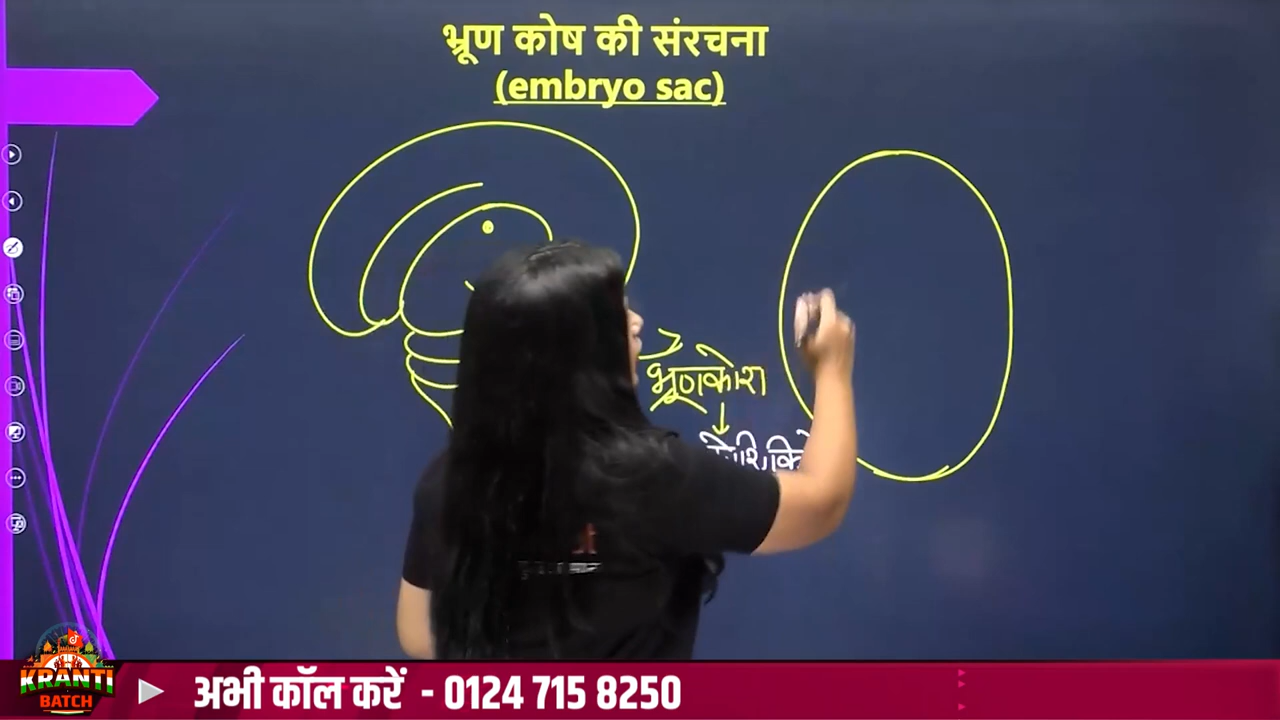 भ्रूण कोष की संरचना
(embryo sac)
भ्रूणकोश
KRANTI
BATCH
अभी कॉल करें - 0124 715 8250